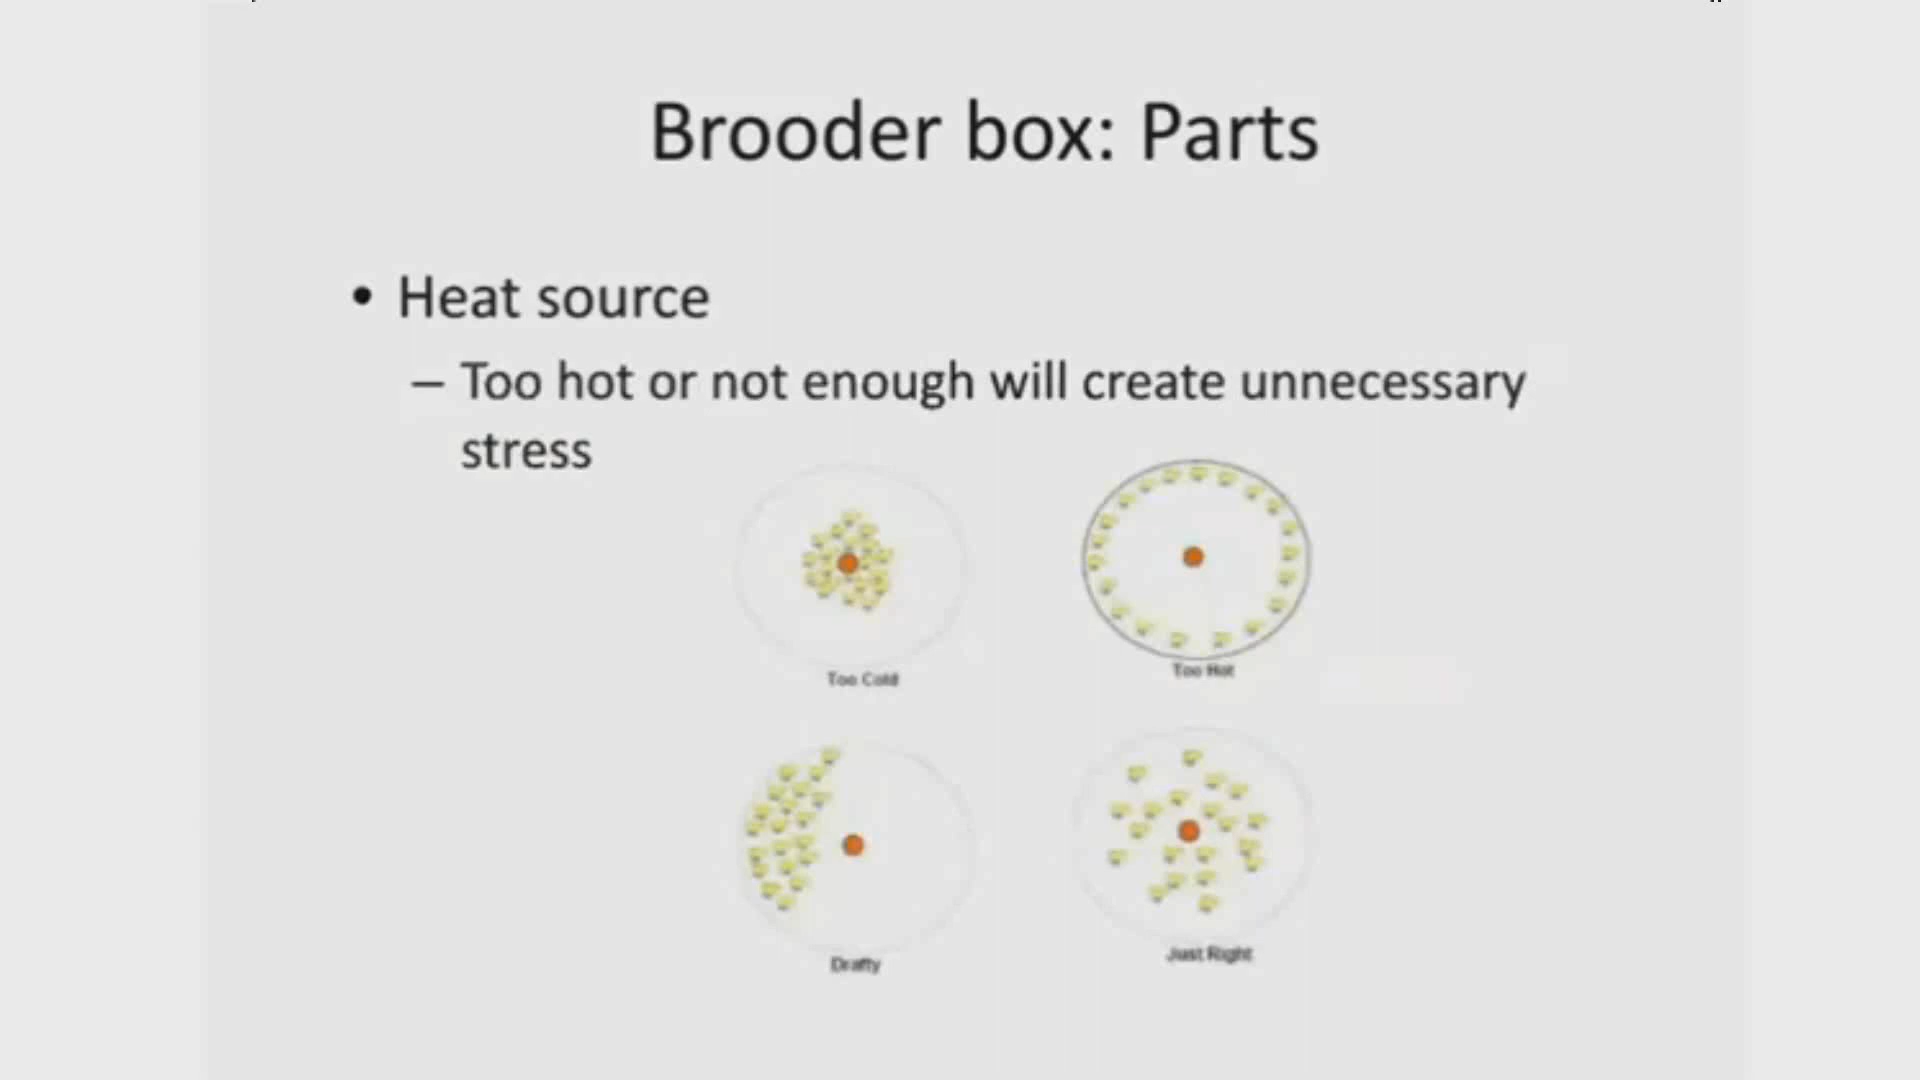 Brooder box: Parts
• Heat source
– Too hot or not enough will create unnecessary
stress
Too Cold
Too Hot
Drafty
Just Right